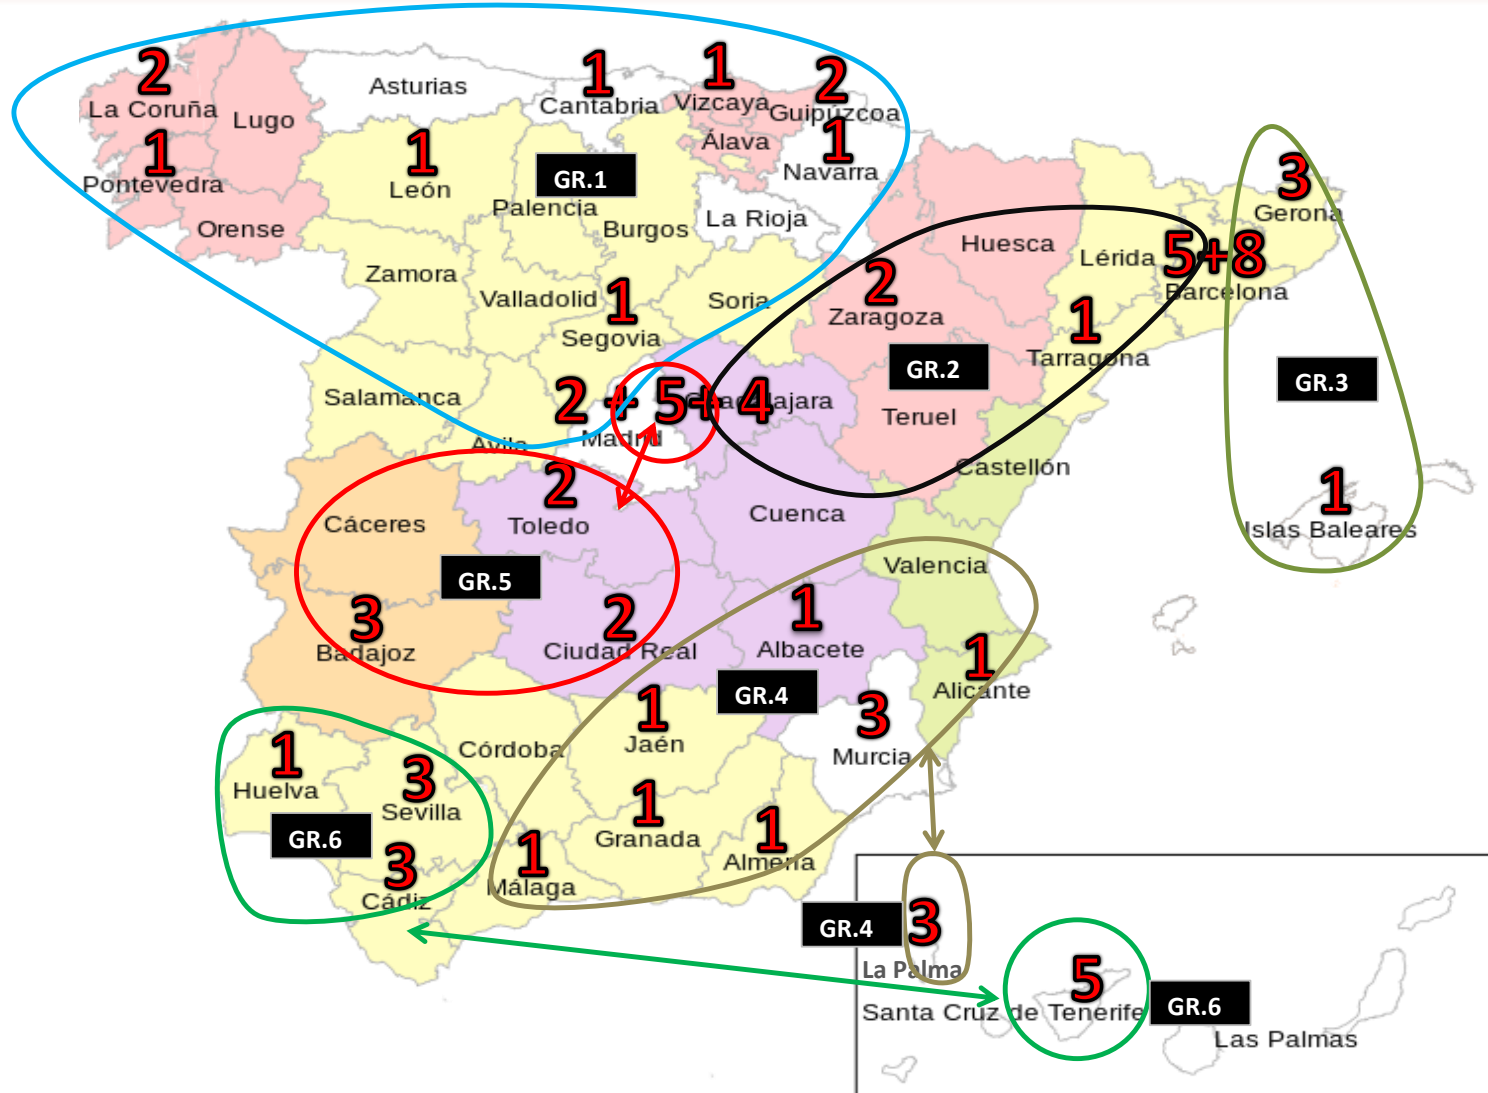 2
La Coruña
Lugo
Asturias
1
Cantabria
1
Vizcaya
2
Guipúzcoa
1
Pontevedra
Orense
1
León
GR.1
Palencia
Burgos
Álava
1
Navarra
La Rioja
3
Gerona
Zamora
Valladolid
1
Segovia
Soria
2
Zaragoza
Huesca
Lérida
5+8
Barcelona
1
Tarragona
GR.2
GR.3
Salamanca
Ávila
2 + 5+ 4
Madrid
Guadalajara
Teruel
Castellón
Cáceres
2
Toledo
Cuenca
1
Islas Baleares
GR.5
Valencia
3
Badajoz
2
Ciudad Real
1
Albacete
1
Alicante
GR.4
1
Huelva
3
Sevilla
Córdoba
1
Jaén
3
Murcia
GR.6
3
Cádiz
1
Málaga
1
Granada
1
Almería
GR.4
3
La Palma
5
Santa Cruz de Tenerife
GR.6
Las Palmas